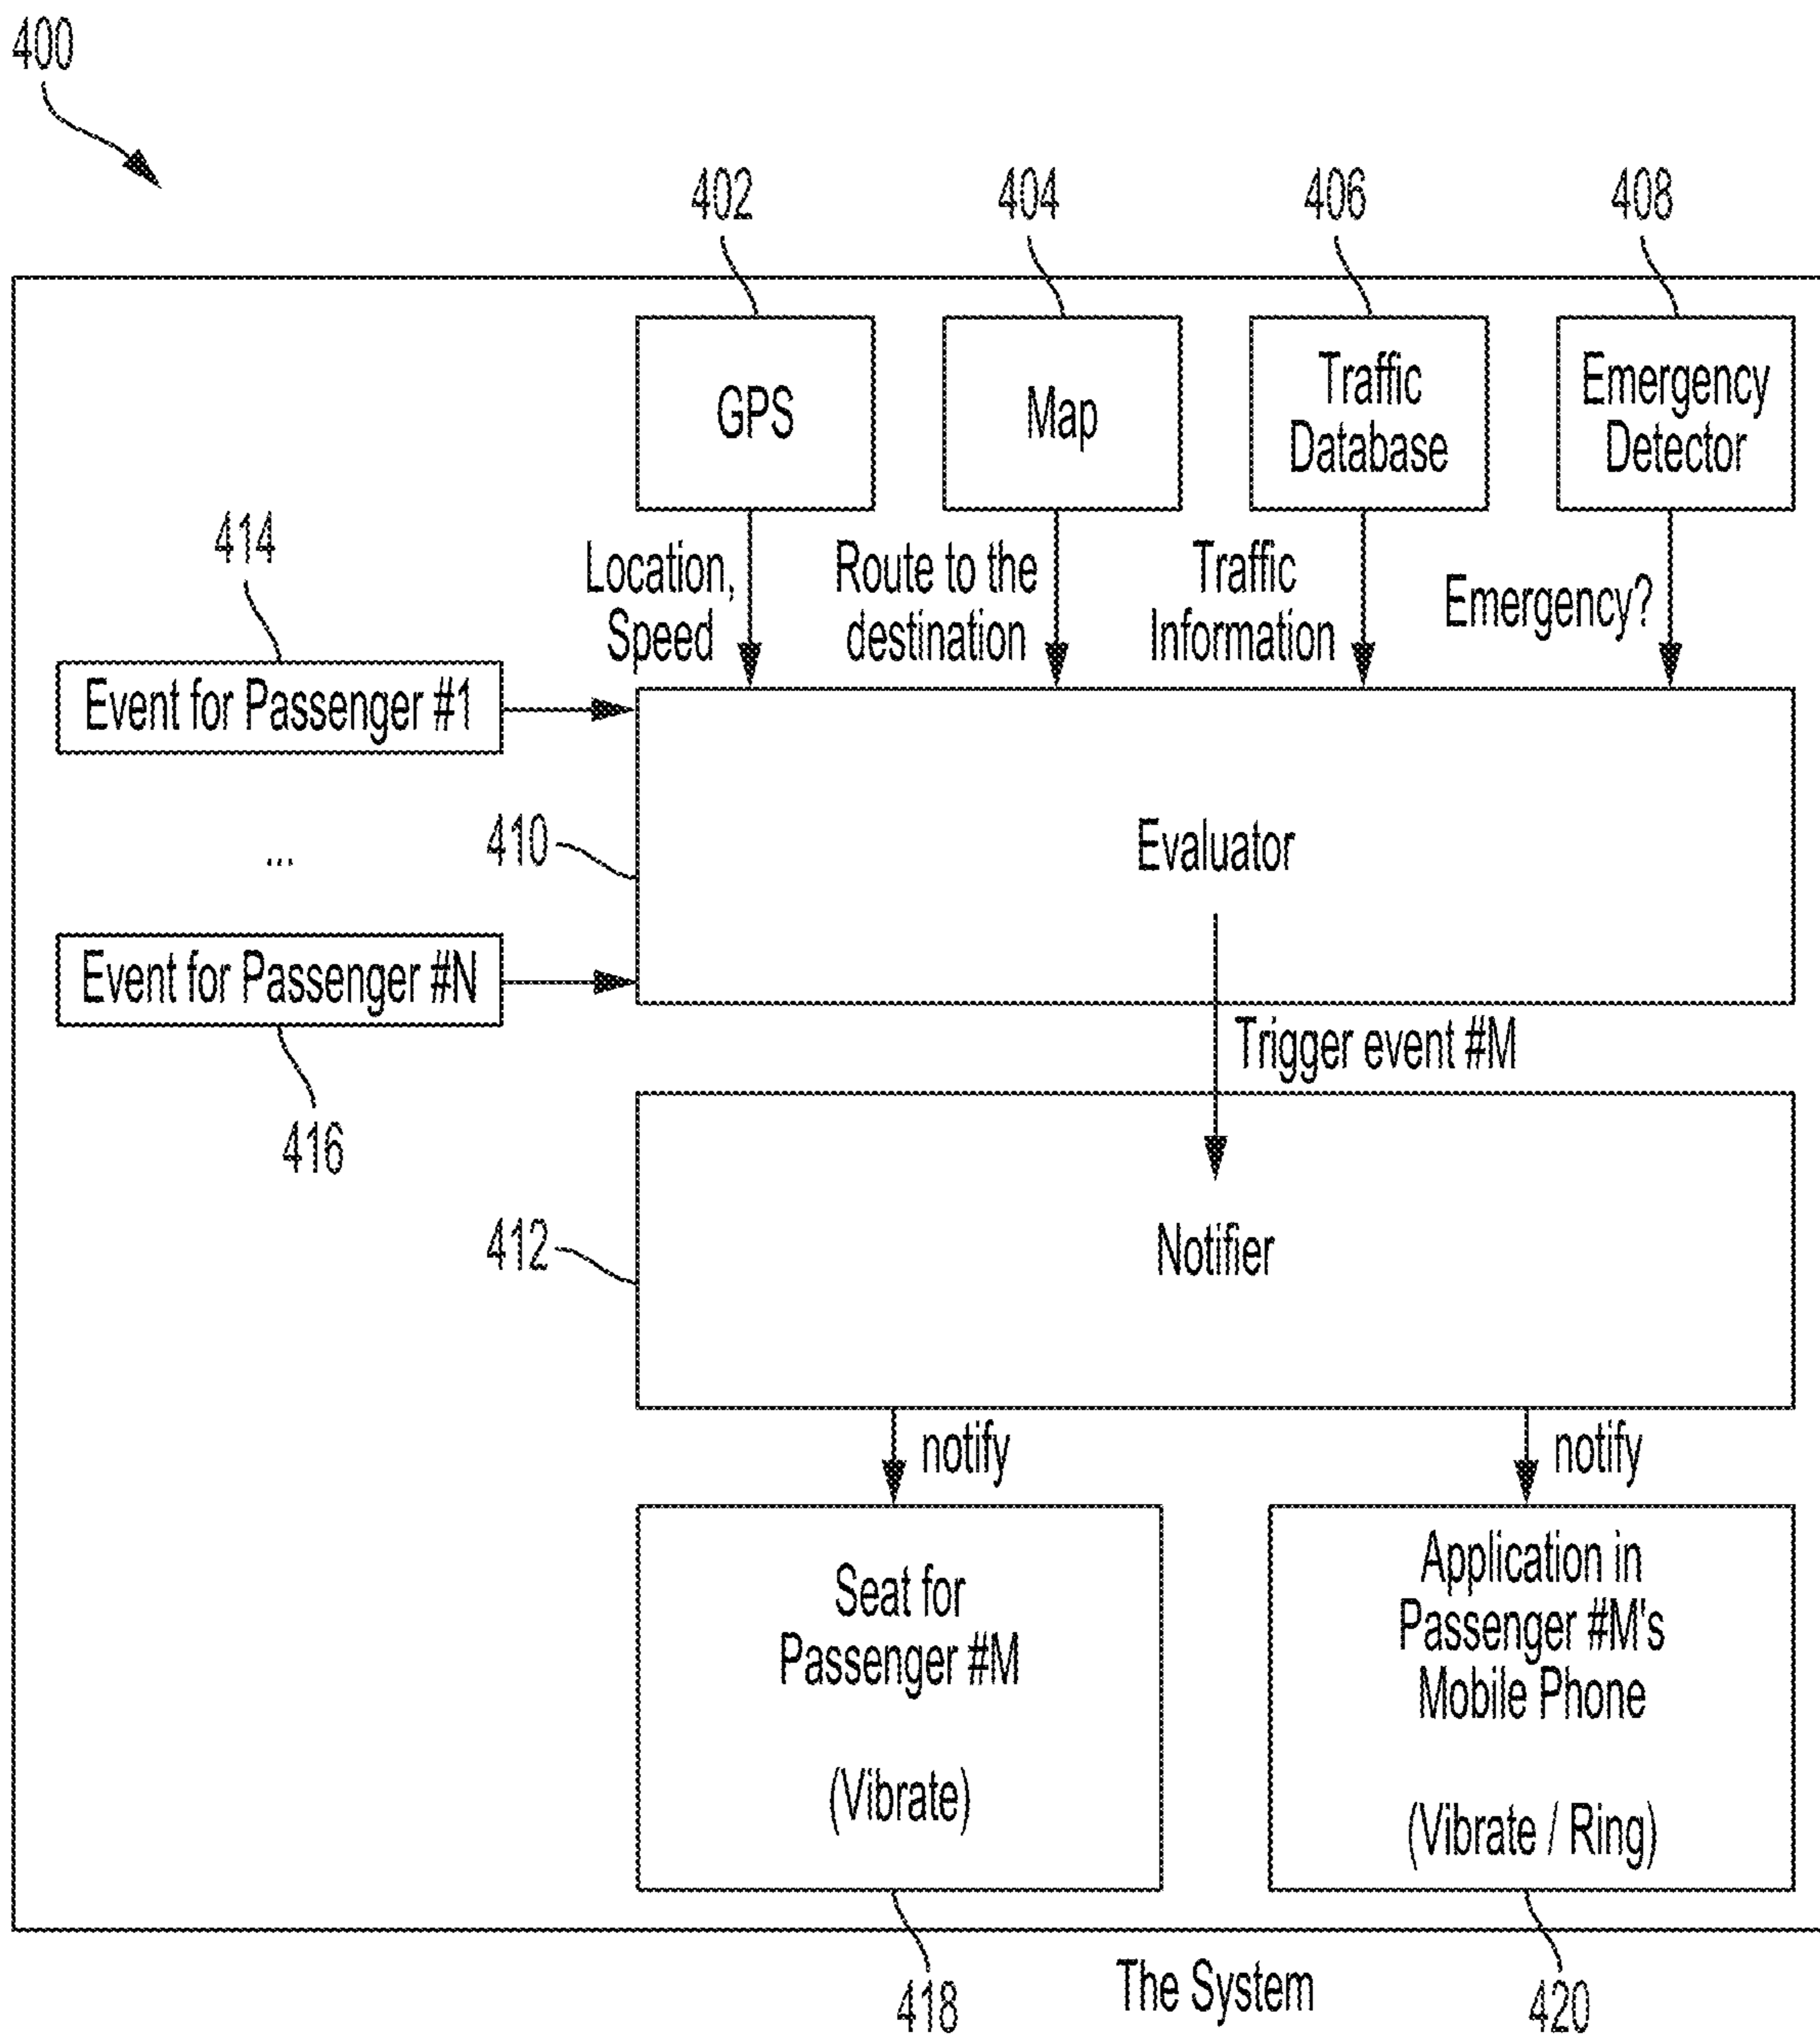 400
402
404
406
408
GPS
Map
Traffic
Database
Emergency
Detector
414
Location,
Speed
Route to the
destination
Traffic
Information
Emergency?
Event for Passenger #1
410
...
Evaluator
Event for Passenger #N
416
Trigger event #M
412
Notifier
notify
notify
Seat for
Passenger #M
(Vibrate)
Application in
Passenger #M's
Mobile Phone
(Vibrate / Ring)
418
The System
420